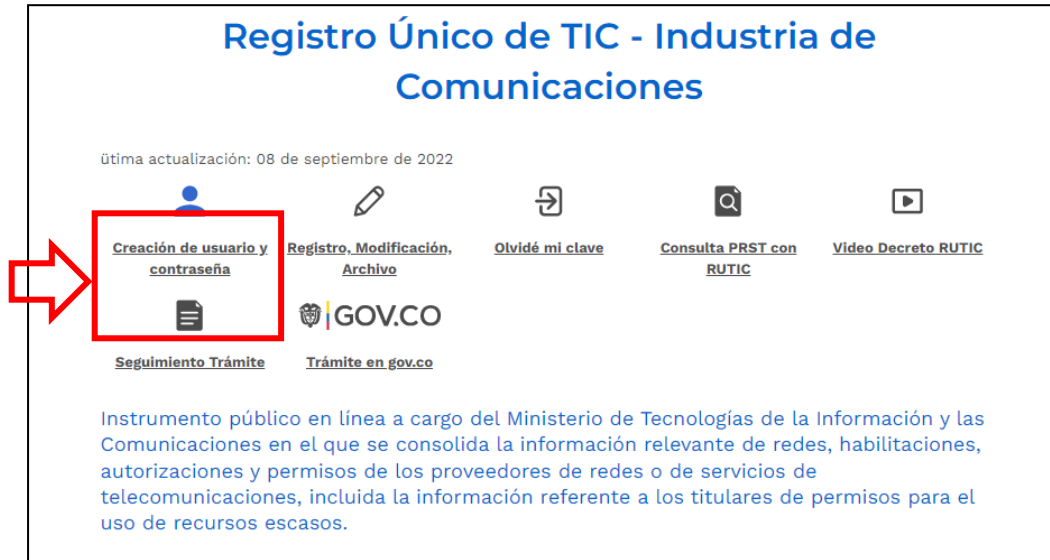 Registro Único de TIC - Industria de
Comunicaciones
ütima actualización: 08 de septiembre de 2022
Creación de usuario y
contraseña
Registro, Modificación,
Archivo
Olvidé mi clave
Consulta PRST con
RUTIC
Video Decreto RUTIC
GOV.CO
Seguimiento Trámite
Trámite en gov.co
Instrumento público en línea a cargo del Ministerio de Tecnologías de la Información y las
Comunicaciones en el que se consolida la información relevante de redes, habilitaciones,
autorizaciones y permisos de los proveedores de redes o de servicios de
telecomunicaciones, incluida la información referente a los titulares de permisos para el
uso de recursos escasos.